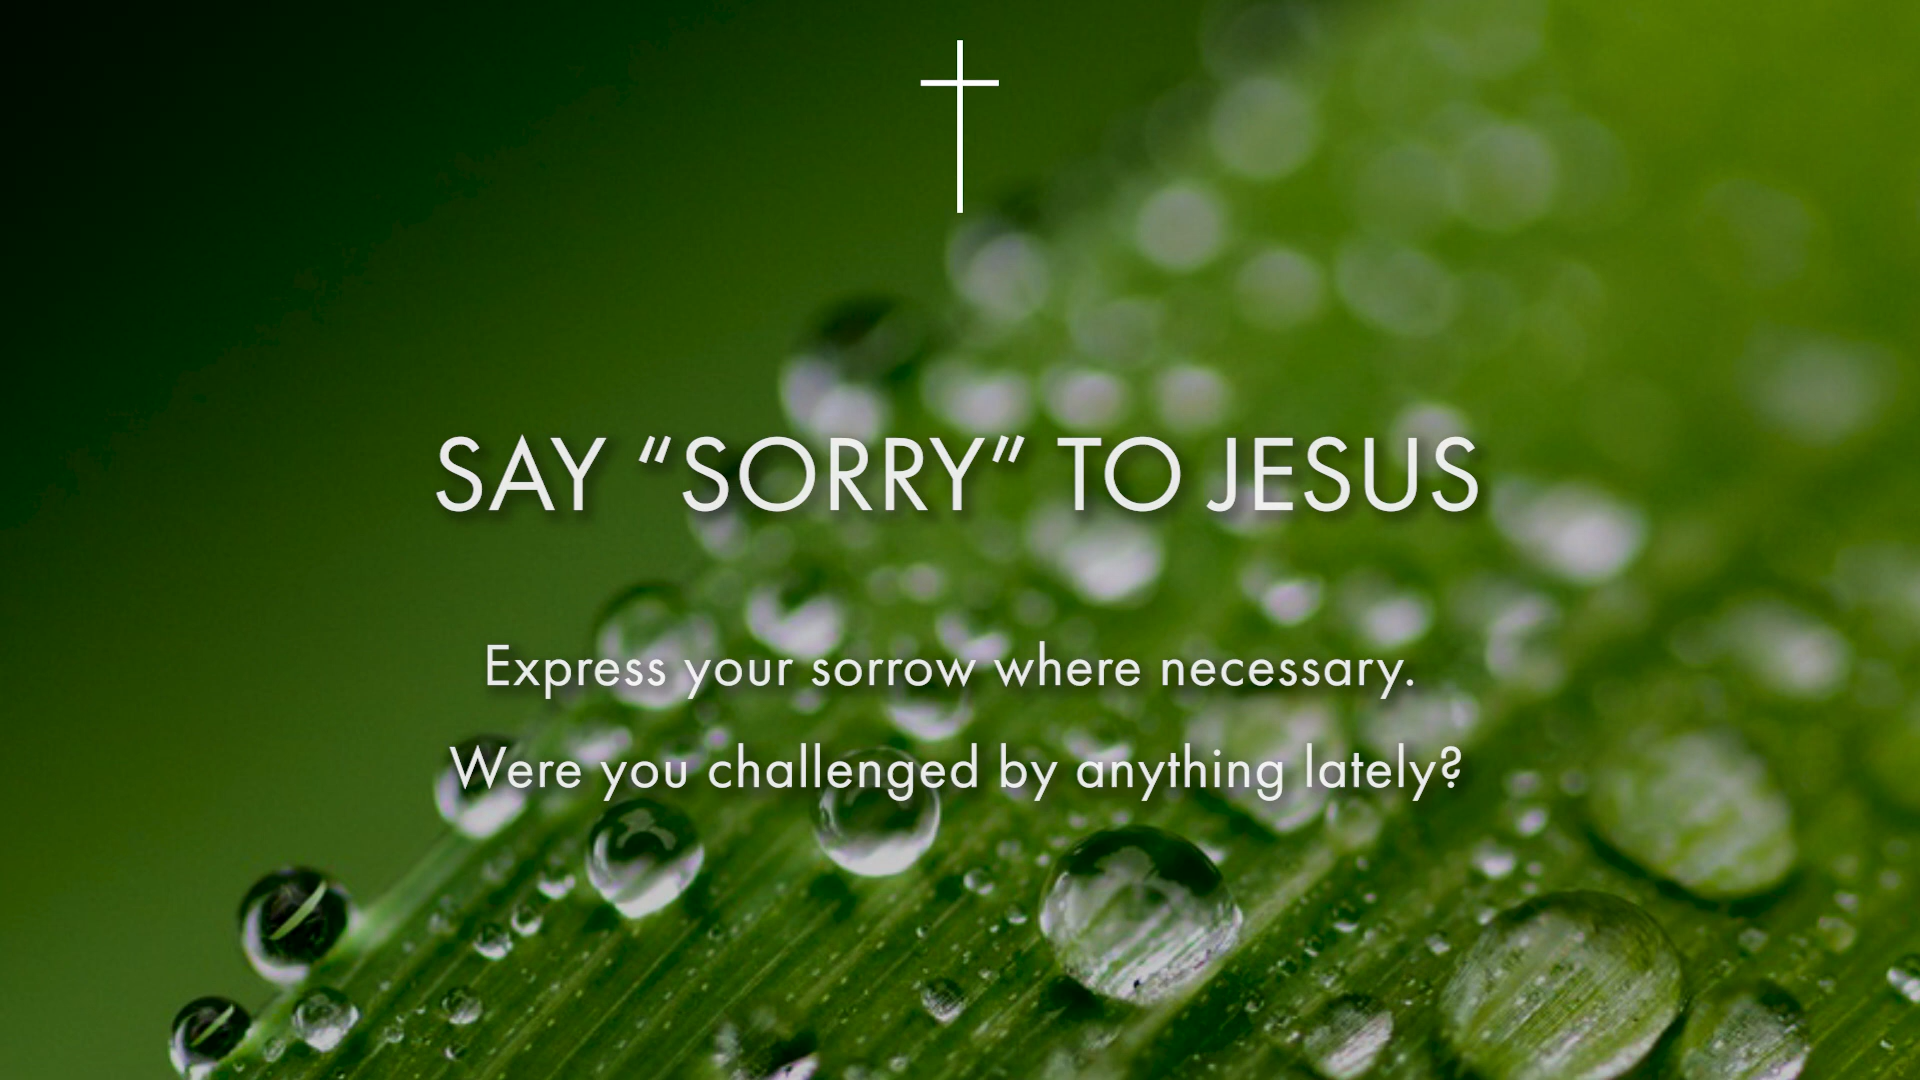 SAY “SORRY” TO JESUS
Express your sorrow where necessary.
Were you challenged by anything lately?